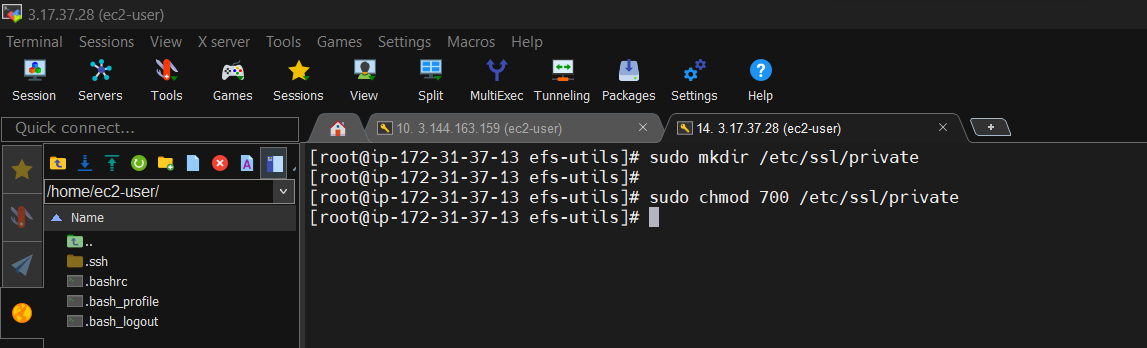 3.17.37.28 (ec2-user)
Terminal Sessions View X server Tools Games Settings Macros Help
Session Servers Tools Games Sessions View Split MultiExec Tunneling Packages Settings Help
Quick connect...
10. 3.144.163.159 (ec2-user)
14. 3.17.37.28 (ec2-user)
/home/ec2-user/
Name
..
.ssh
.bashrc
.bash_profile
.bash_logout
[root@ip-172-31-37-13 efs-utils]# sudo mkdir /etc/ssl/private
[root@ip-172-31-37-13 efs-utils]#
[root@ip-172-31-37-13 efs-utils]# sudo chmod 700 /etc/ssl/private
[root@ip-172-31-37-13 efs-utils]#